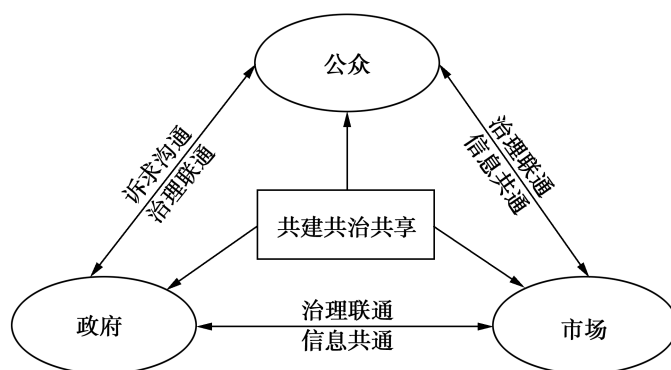 公众
诉求沟通
治理联通
治理联通
信息共通
共建共治共享
政府
治理联通
信息共通
市场